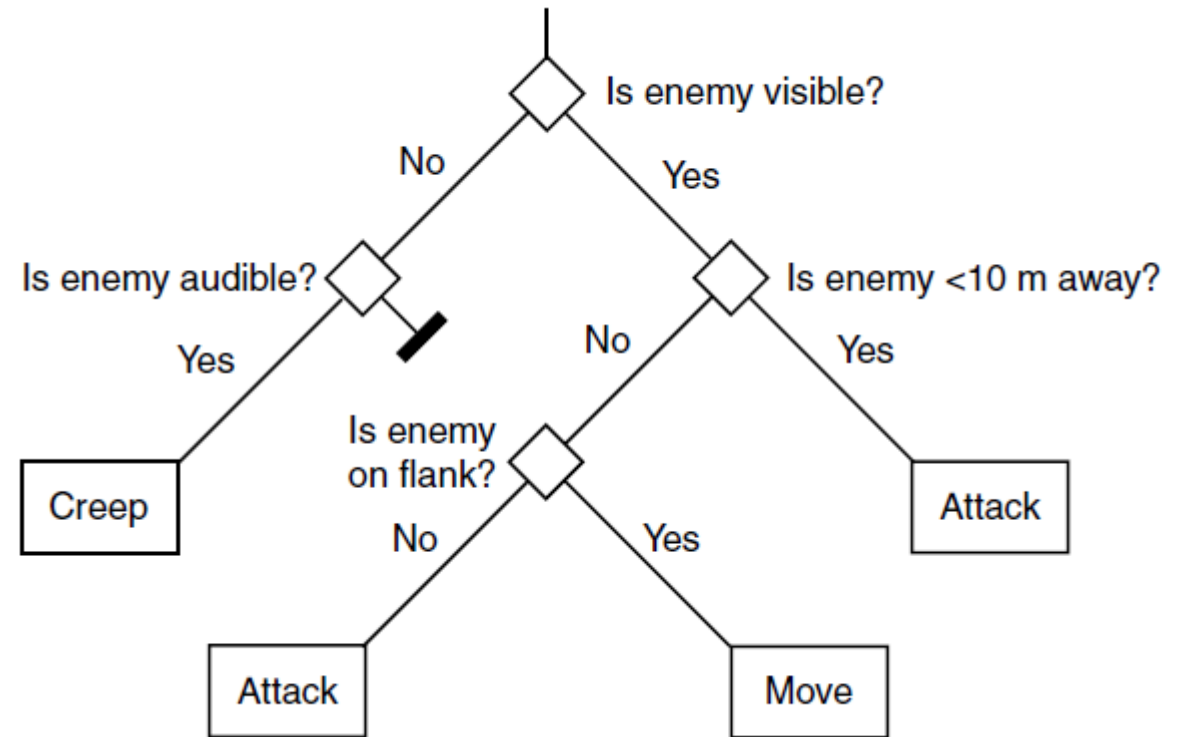 Is enemy visible?
No
Yes
Is enemy audible?
Is enemy <10 m away?
Yes
No
Yes
Is enemy
on flank?
Creep
Attack
No
Yes
Attack
Move